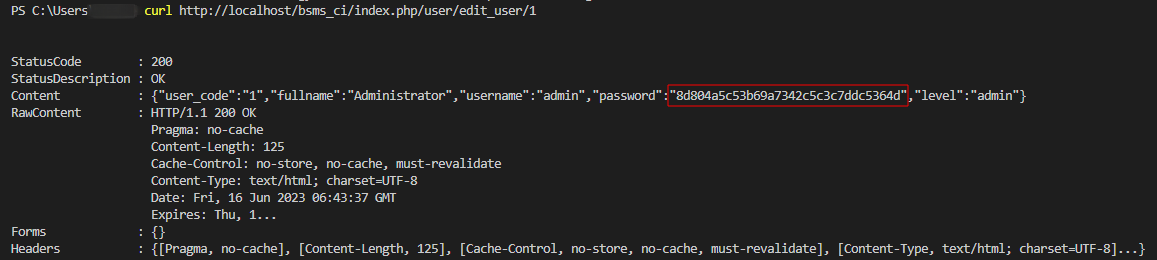 PS C:\Users curl http://localhost/bsms_ci/index.php/user/edit_user/1
StatusCode : 200
StatusDescription : OK
Content : {"user_code":"1","fullname":"Administrator","username":"admin","password":"8d804a5c53b69a7342c5c3c7ddc5364d","level":"admin"}
RawContent : HTTP/1.1 200 OK
Pragma: no-cache
Content-Length: 125
Cache-Control: no-store, no-cache, must-revalidate
Content-Type: text/html; charset=UTF-8
Date: Fri, 16 Jun 2023 06:43:37 GMT
Expires: Thu, 1...
Forms : {}
Headers : {[Pragma, no-cache], [Content-Length, 125], [Cache-Control, no-store, no-cache, must-revalidate], [Content-Type, text/html; charset=UTF-8]...}